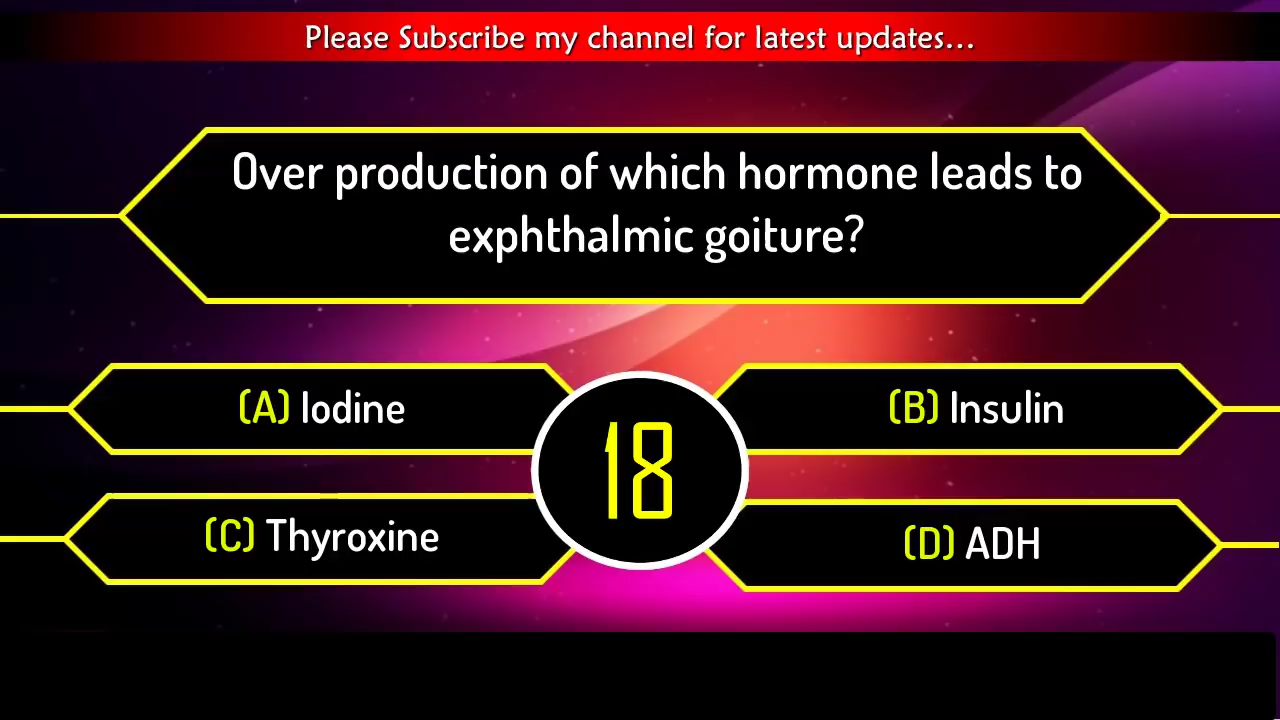 Please Subscribe my channel for latest updates...
Over production of which hormone leads to
exphthalmic goiture?
(A) Iodine
(B) Insulin
18
(C) Thyroxine
(D) ADH